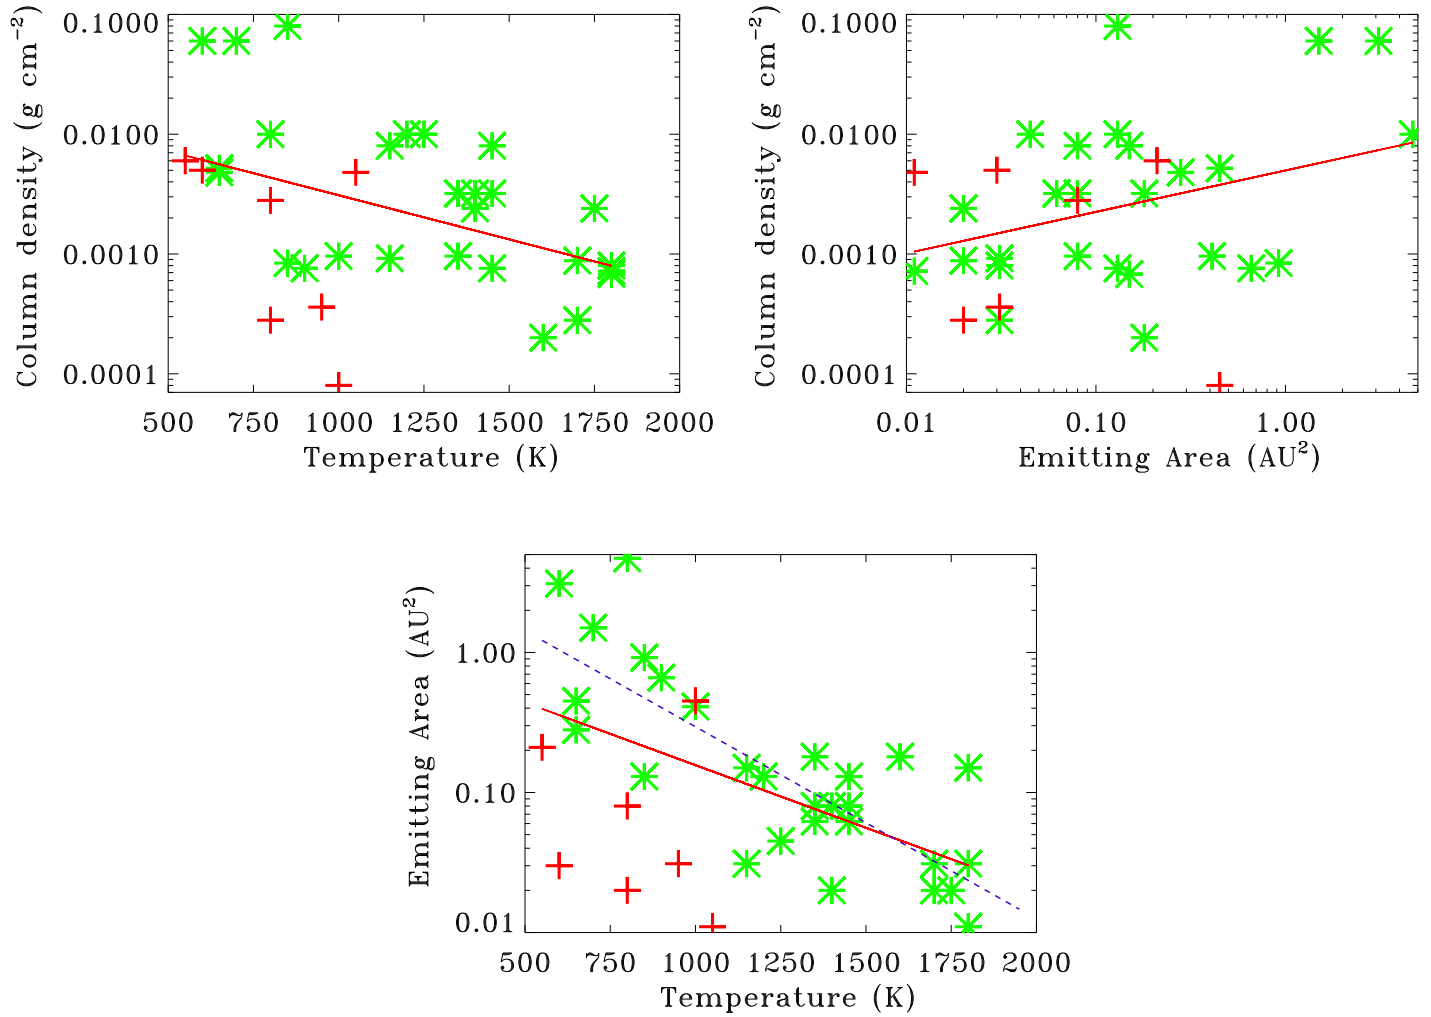 Column density (g cm⁻²)
0.1000
0.0100
0.0010
0.0001
500 750 1000 1250 1500 1750 2000
Temperature (K)
Column density (g cm⁻²)
0.1000
0.0100
0.0010
0.0001
0.01 0.10 1.00
Emitting Area (AU²)
Emitting Area (AU²)
1.00
0.10
0.01
500 750 1000 1250 1500 1750 2000
Temperature (K)